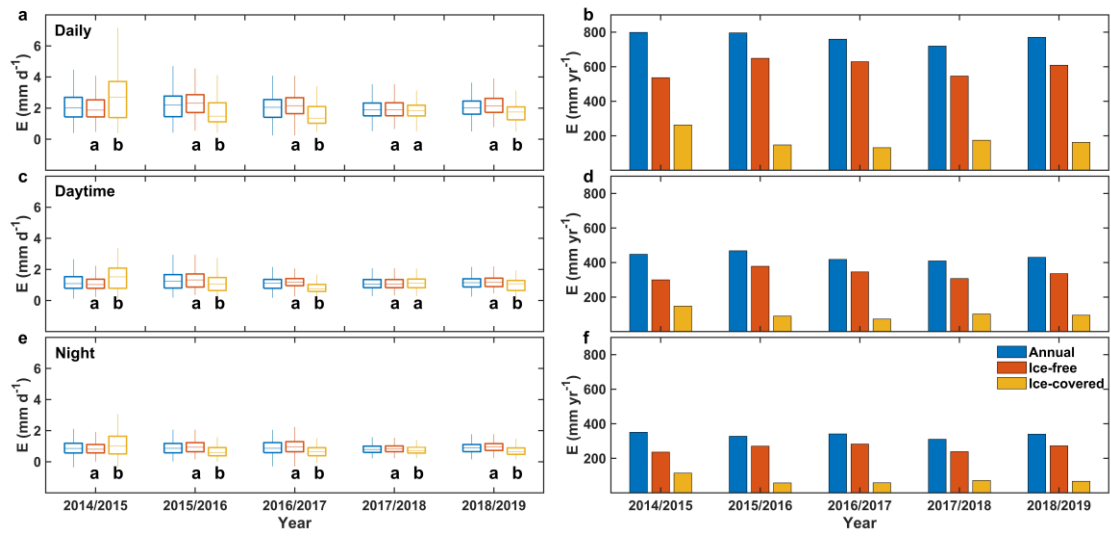 a
Daily
E (mm d⁻¹)
6
4
2
0
a b a b a b a a a b
b
E (mm yr⁻¹)
800
600
400
200
c
Daytime
E (mm d⁻¹)
6
4
2
0
a b a b a b a a a b
d
E (mm yr⁻¹)
800
600
400
200
e
Night
E (mm d⁻¹)
6
4
2
0
a b a b a b a b a b
2014/2015 2015/2016 2016/2017 2017/2018 2018/2019
Year
f
Annual
Ice-free
Ice-covered
E (mm yr⁻¹)
800
600
400
200
2014/2015 2015/2016 2016/2017 2017/2018 2018/2019
Year